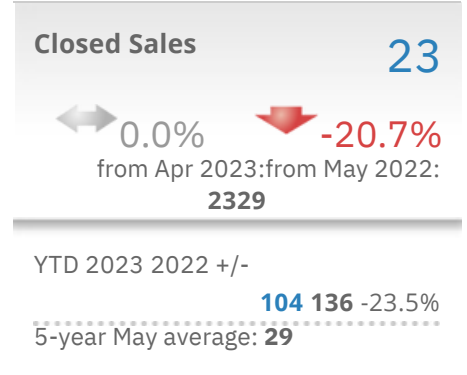 Closed Sales
23
0.0% -20.7%
from Apr 2023:from May 2022:
2329
YTD 2023 2022 +/-
104 136 -23.5%
5-year May average: 29